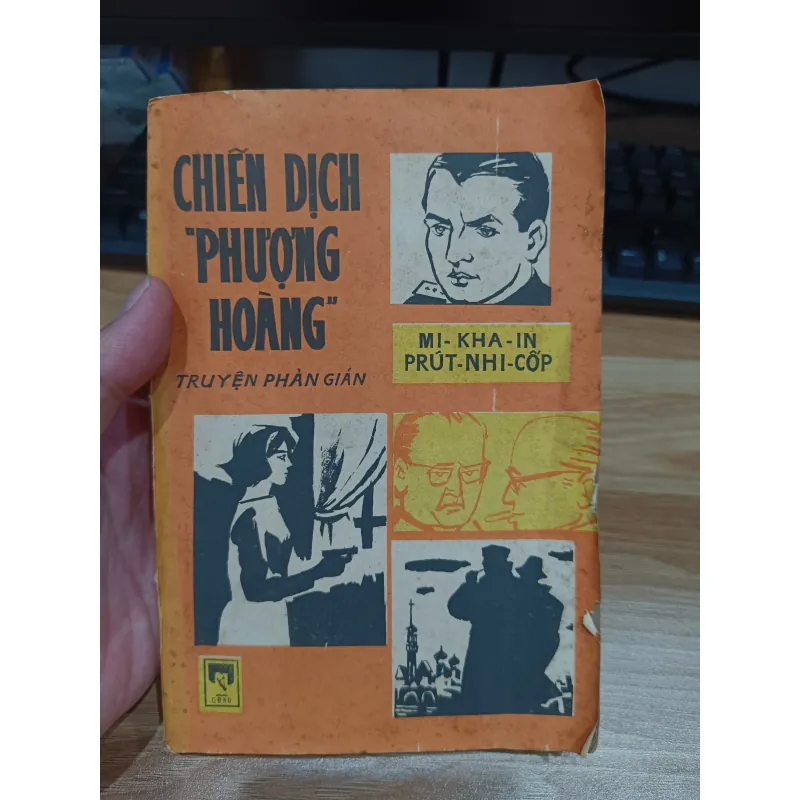 CHIẾN DỊCH
"PHƯỢNG
HOÀNG"
TRUYỆN PHẢN GIÁN
MI-KHA-IN
PRÚT-NHI-CỐP